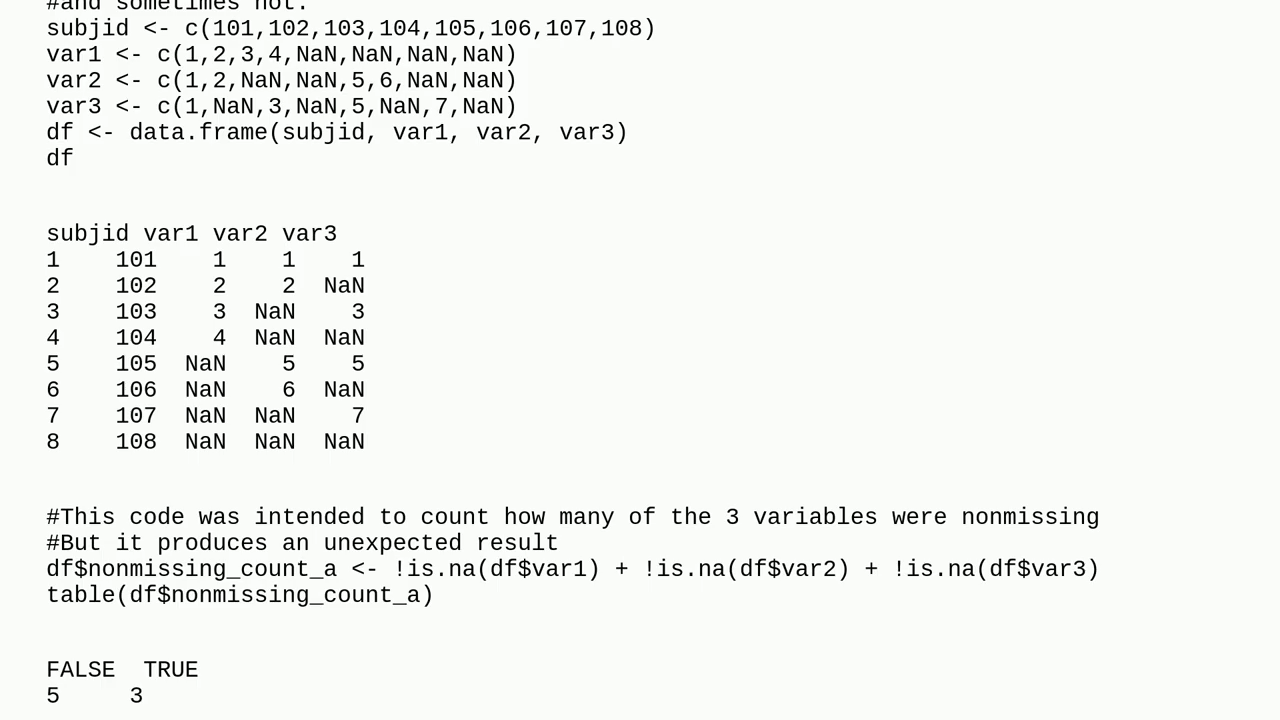 #and sometimes not.
subjid <- c(101,102,103,104,105,106,107,108)
var1 <- c(1,2,3,4,NaN,NaN,NaN,NaN)
var2 <- c(1,2,NaN,NaN,5,6,NaN,NaN)
var3 <- c(1,NaN,3,NaN,5,NaN,7,NaN)
df <- data.frame(subjid, var1, var2, var3)
df
subjid var1 var2 var3
1    101    1    1    1
2    102    2    2  NaN
3    103    3  NaN    3
4    104    4  NaN  NaN
5    105  NaN    5    5
6    106  NaN    6  NaN
7    107  NaN  NaN    7
8    108  NaN  NaN  NaN
#This code was intended to count how many of the 3 variables were nonmissing
#But it produces an unexpected result
df$nonmissing_count_a <- !is.na(df$var1) + !is.na(df$var2) + !is.na(df$var3)
table(df$nonmissing_count_a)
FALSE  TRUE
5     3